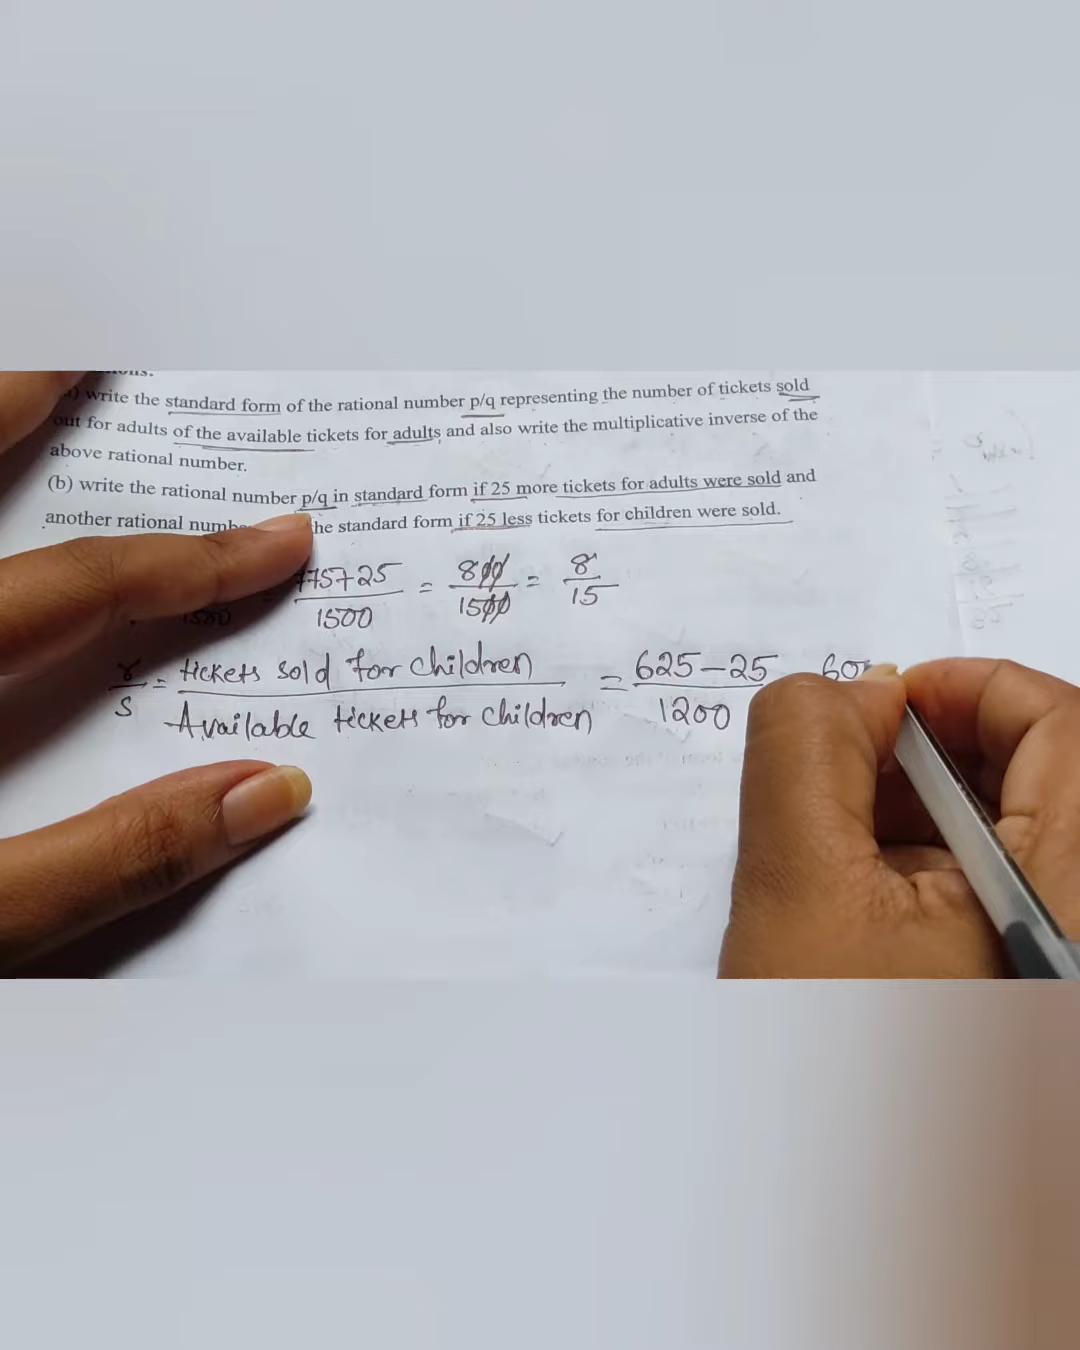 write the standard form of the rational number p/q representing the number of tickets sold
out for adults of the available tickets for adults, and also write the multiplicative inverse of the
above rational number.
(b) write the rational number p/q in standard form if 25 more tickets for adults were sold and
another rational the standard form if 25 less tickets for children were sold.
775+25/1500 = 800/1500 = 8/15
r/s = tickets sold for children/Available tickets for children = 625-25/1200